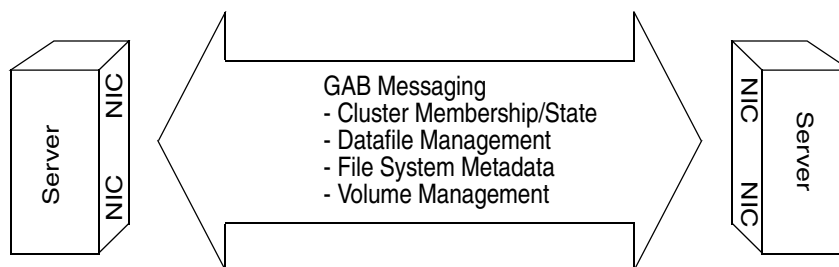 Server
NIC
NIC
GAB Messaging
- Cluster Membership/State
- Datafile Management
- File System Metadata
- Volume Management
NIC
NIC
Server